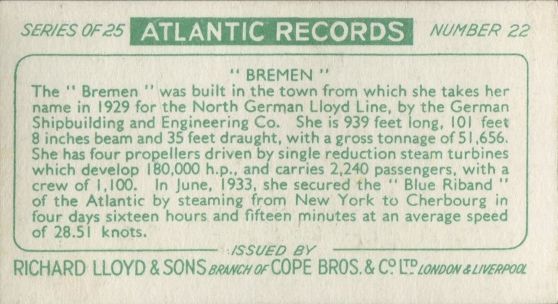 SERIES OF 25 ATLANTIC RECORDS NUMBER 22
" BREMEN "
The " Bremen " was built in the town from which she takes her
name in 1929 for the North German Lloyd Line, by the German
Shipbuilding and Engineering Co. She is 939 feet long, 101 feet
8 inches beam and 35 feet draught, with a gross tonnage of 51,656.
She has four propellers driven by single reduction steam turbines
which develop 180,000 h.p., and carries 2,240 passengers, with a
crew of 1,100. In June, 1933, she secured the " Blue Riband "
of the Atlantic by steaming from New York to Cherbourg in
four days sixteen hours and fifteen minutes at an average speed
of 28.51 knots.
ISSUED BY
RICHARD LLOYD & SONS BRANCH OF COPE BROS. & CO LTD LONDON & LIVERPOOL